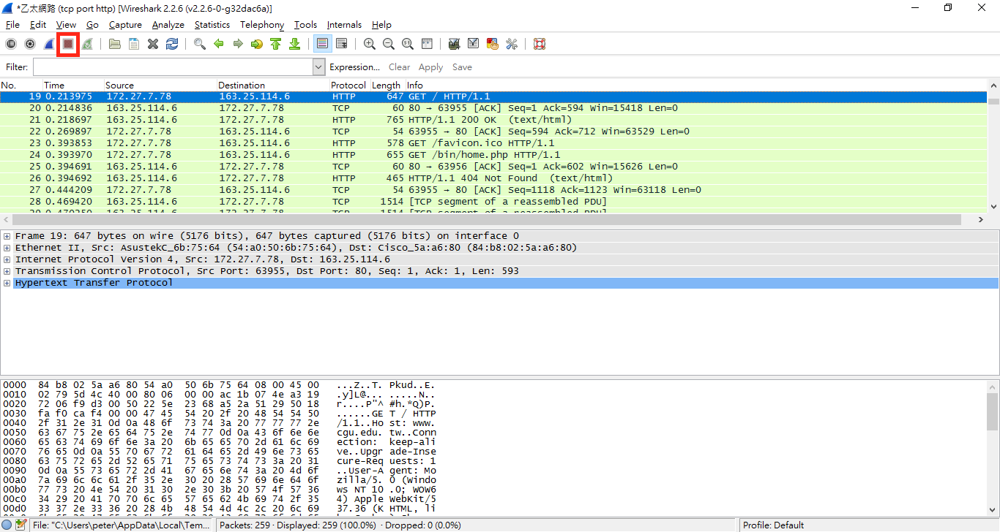 *乙太網路 (tcp port http) [Wireshark 2.2.6 (v2.2.6-0-g32dac6a)]
File Edit View Go Capture Analyze Statistics Telephony Tools Internals Help
Filter: Expression... Clear Apply Save
No. Time Source Destination Protocol Length Info
19 0.213975 172.27.7.78 163.25.114.6 HTTP 647 GET / HTTP/1.1
20 0.214836 163.25.114.6 172.27.7.78 TCP 60 80 → 63955 [ACK] Seq=1 Ack=594 Win=15418 Len=0
21 0.218697 163.25.114.6 172.27.7.78 HTTP 765 HTTP/1.1 200 OK (text/html)
22 0.269897 172.27.7.78 163.25.114.6 TCP 54 63955 → 80 [ACK] Seq=594 Ack=712 Win=63529 Len=0
23 0.393853 172.27.7.78 163.25.114.6 HTTP 578 GET /favicon.ico HTTP/1.1
24 0.393970 172.27.7.78 163.25.114.6 HTTP 655 GET /bin/home.php HTTP/1.1
25 0.394691 163.25.114.6 172.27.7.78 TCP 60 80 → 63956 [ACK] Seq=1 Ack=602 Win=15626 Len=0
26 0.394692 163.25.114.6 172.27.7.78 HTTP 465 HTTP/1.1 404 Not Found (text/html)
27 0.444209 172.27.7.78 163.25.114.6 TCP 54 63955 → 80 [ACK] Seq=1118 Ack=1123 Win=63118 Len=0
28 0.469420 163.25.114.6 172.27.7.78 TCP 1514 [TCP segment of a reassembled PDU]
29 0.470250 163.25.114.6 172.27.7.78 TCP 1514 [TCP segment of a reassembled PDU]
Frame 19: 647 bytes on wire (5176 bits), 647 bytes captured (5176 bits) on interface 0
Ethernet II, Src: AsustekC_6b:75:64 (54:a0:50:6b:75:64), Dst: Cisco_5a:a6:80 (84:b8:02:5a:a6:80)
Internet Protocol Version 4, Src: 172.27.7.78, Dst: 163.25.114.6
Transmission Control Protocol, Src Port: 63955, Dst Port: 80, Seq: 1, Ack: 1, Len: 593
Hypertext Transfer Protocol
0000 84 b8 02 5a a6 80 54 a0 50 6b 75 64 08 00 45 00 ...Z..T. Pkud..E.
0010 02 79 5d 4c 40 00 80 06 00 00 ac 1b 07 4e a3 19 .y]L@... .....N..
0020 72 06 f9 d3 00 50 22 5e 23 68 a5 2a 51 29 50 18 r....P"^ #h.*Q)P.
0030 fa f0 ca f4 00 00 47 45 54 20 2f 20 48 54 54 50 ......GE T / HTTP
0040 2f 31 2e 31 0d 0a 48 6f 73 74 3a 20 77 77 77 2e /1.1..Ho st: www.
0050 63 67 75 2e 65 64 75 2e 74 77 0d 0a 43 6f 6e 6e cgu.edu. tw..Conn
0060 65 63 74 69 6f 6e 3a 20 6b 65 65 70 2d 61 6c 69 ection: keep-ali
0070 76 65 0d 0a 55 70 67 72 61 64 65 2d 49 6e 73 65 ve..Upgr ade-Inse
0080 63 75 72 65 2d 52 65 71 75 65 73 74 73 3a 20 31 cure-Req uests: 1
0090 0d 0a 55 73 65 72 2d 41 67 65 6e 74 3a 20 4d 6f ..User-A gent: Mo
00a0 7a 69 6c 6c 61 2f 35 2e 30 20 28 57 69 6e 64 6f zilla/5. 0 (Windo
00b0 77 73 20 4e 54 20 31 30 2e 30 3b 20 57 4f 57 36 ws NT 10 .0; WOW6
00c0 34 29 20 41 70 70 6c 65 57 65 62 4b 69 74 2f 35 4) Apple WebKit/5
00d0 33 37 2e 33 36 20 28 4b 48 54 4d 4c 2c 20 6c 69 37.36 (K HTML, li
File: "C:\Users\peter\AppData\Local\Tem... Packets: 259 · Displayed: 259 (100.0%) · Dropped: 0 (0.0%) Profile: Default